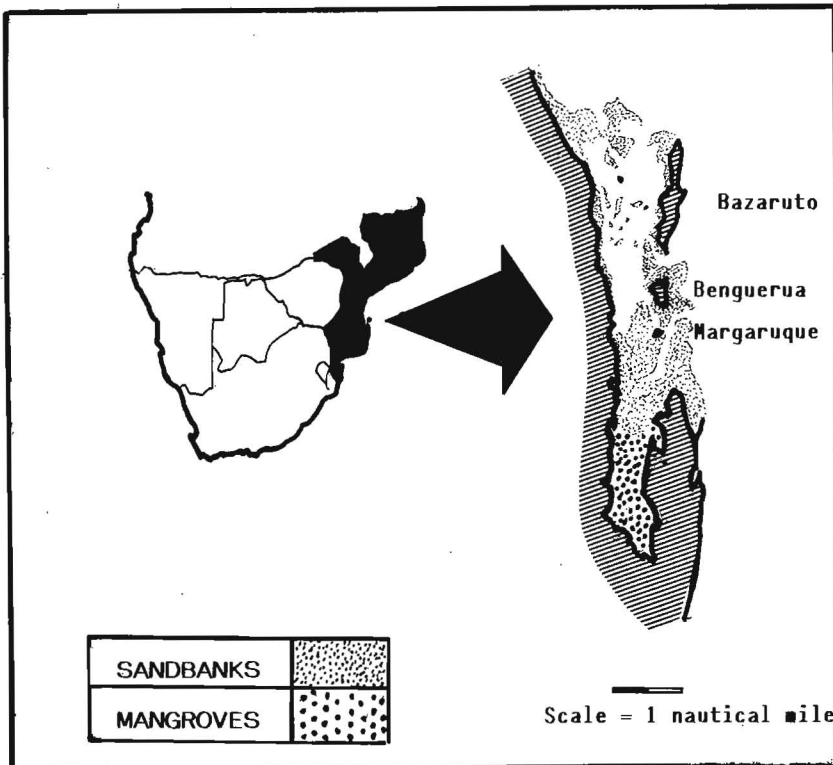 Bazaruto
Benguerua
Margaruque
SANDBANKS
MANGROVES
Scale = 1 nautical mile